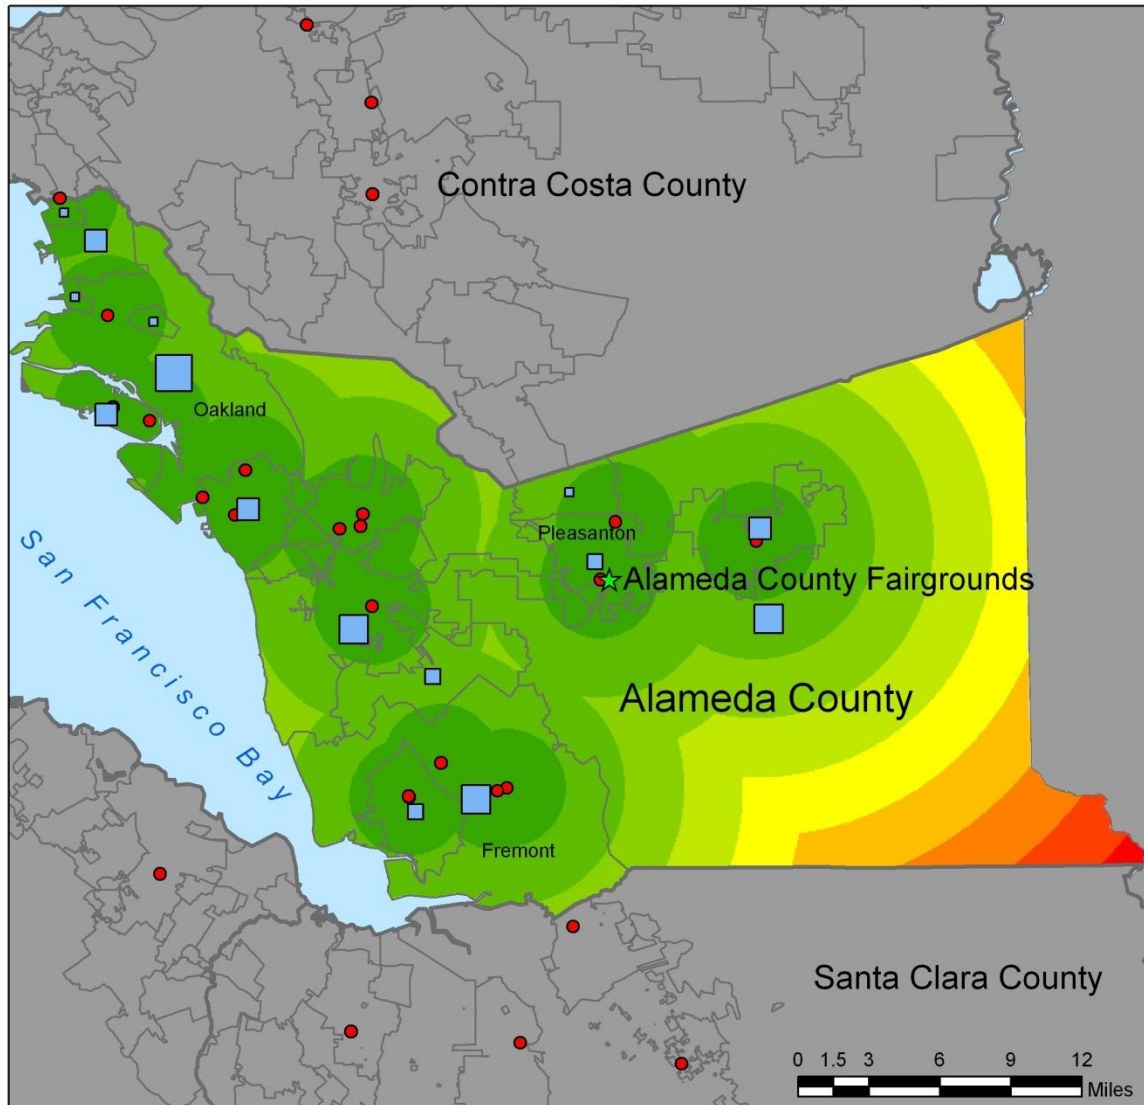 Contra Costa County
Oakland
Pleasanton
Alameda County Fairgrounds
San Francisco Bay
Alameda County
Fremont
Santa Clara County
0 1.5 3 6 9 12
Miles